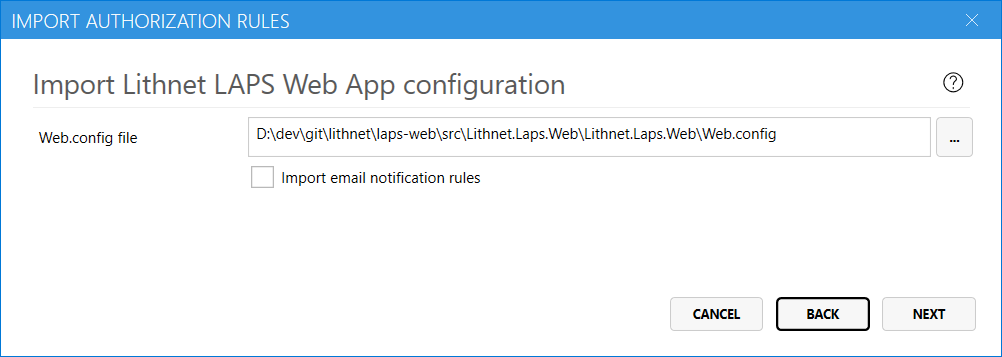 IMPORT AUTHORIZATION RULES
Import Lithnet LAPS Web App configuration
?
Web.config file
D:\dev\git\lithnet\laps-web\src\Lithnet.Laps.Web\Lithnet.Laps.Web\Web.config
...
Import email notification rules
CANCEL
BACK
NEXT